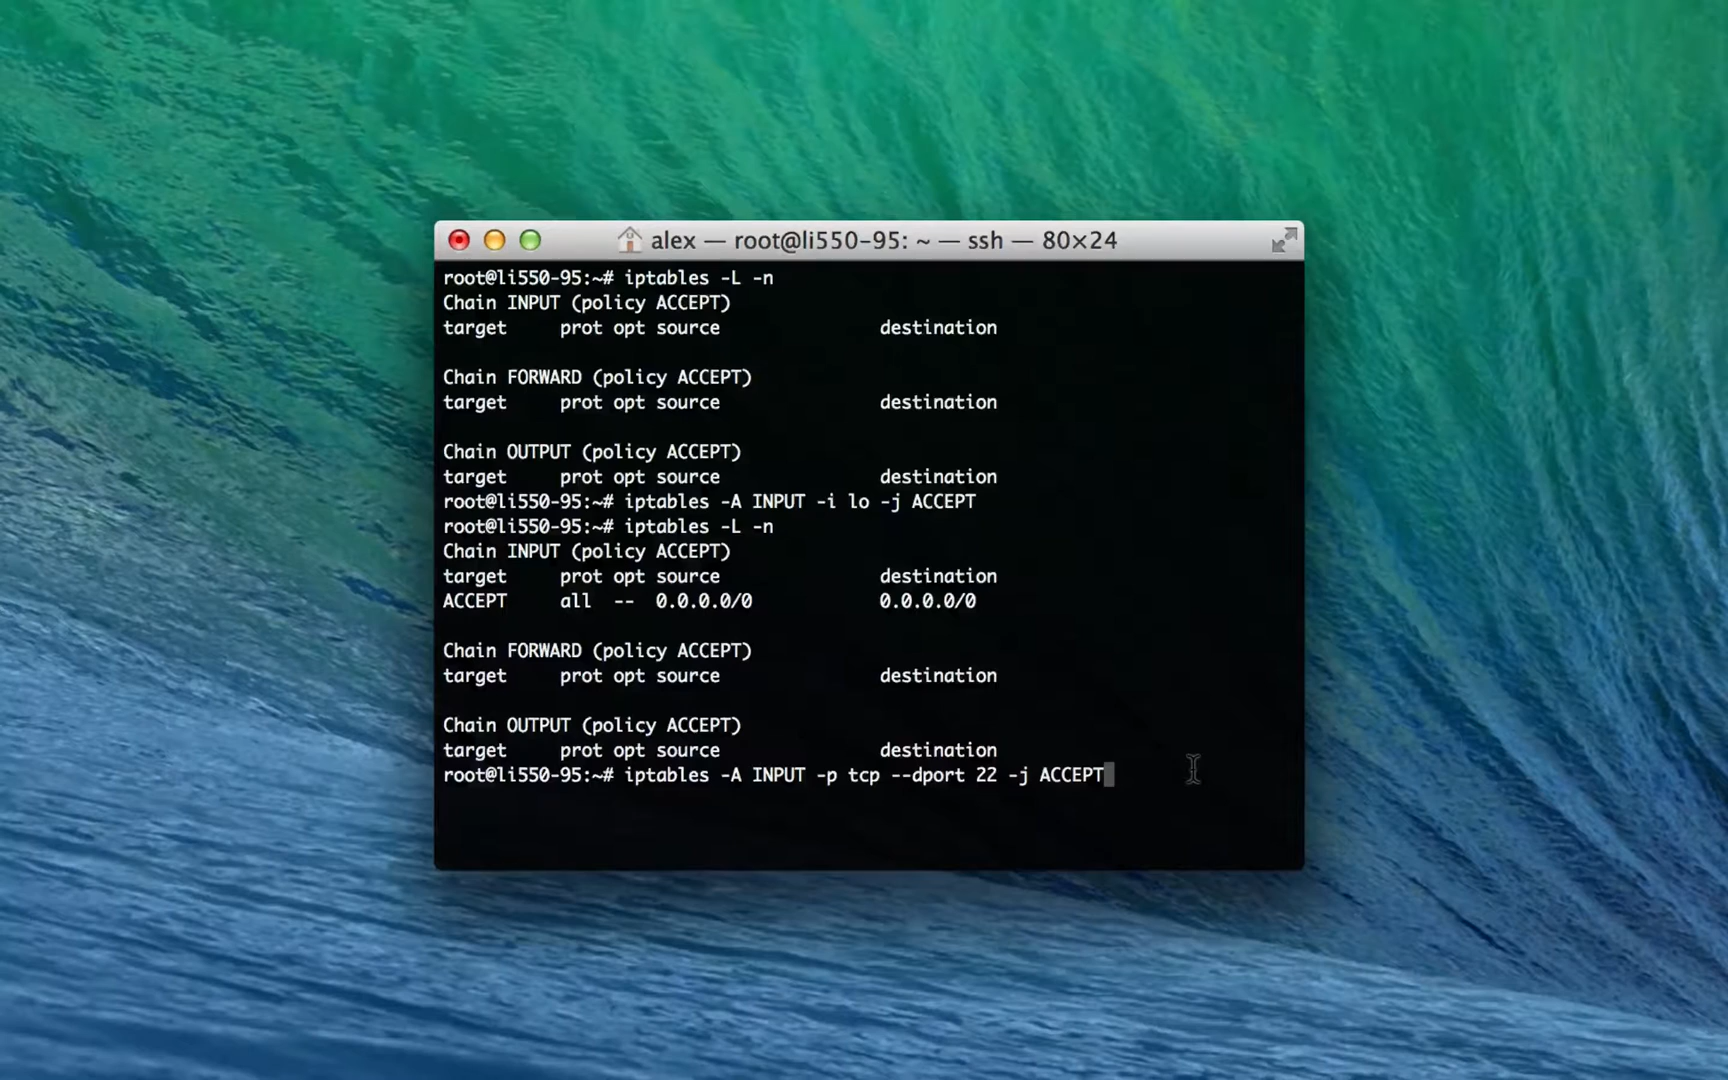 alex — root@li550-95: ~ — ssh — 80×24
root@li550-95:~# iptables -L -n
Chain INPUT (policy ACCEPT)
target     prot opt source               destination
Chain FORWARD (policy ACCEPT)
target     prot opt source               destination
Chain OUTPUT (policy ACCEPT)
target     prot opt source               destination
root@li550-95:~# iptables -A INPUT -i lo -j ACCEPT
root@li550-95:~# iptables -L -n
Chain INPUT (policy ACCEPT)
target     prot opt source               destination
ACCEPT     all  --  0.0.0.0/0            0.0.0.0/0
Chain FORWARD (policy ACCEPT)
target     prot opt source               destination
Chain OUTPUT (policy ACCEPT)
target     prot opt source               destination
root@li550-95:~# iptables -A INPUT -p tcp --dport 22 -j ACCEPT